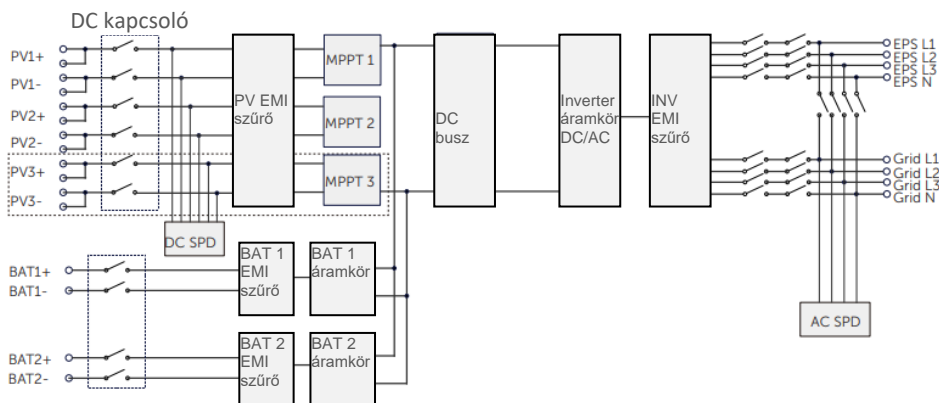 DC kapcsoló
PV1+
PV1-
PV2+
PV2-
PV3+
PV3-
DC SPD
PV EMI
szűrő
MPPT 1
MPPT 2
MPPT 3
DC
busz
Inverter
áramkör
DC/AC
INV
EMI
szűrő
EPS L1
EPS L2
EPS L3
EPS N
Grid L1
Grid L2
Grid L3
Grid N
AC SPD
BAT1+
BAT1-
BAT 1
EMI
szűrő
BAT 1
áramkör
BAT2+
BAT2-
BAT 2
EMI
szűrő
BAT 2
áramkör